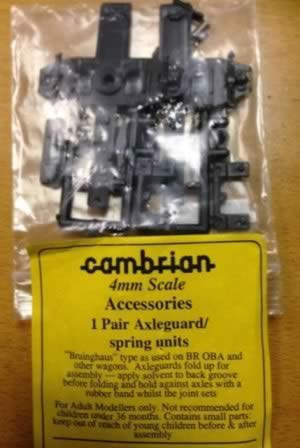 cambrian
4mm Scale
Accessories
1 Pair Axleguard/
spring units
"Bruinghaus" type as used on BR OBA and
other wagons. Axleguards fold up for
assembly — apply solvent to back groove
before folding and hold against axles with a
rubber band whilst the joint sets
For Adult Modellers only. Not recommended for
children under 36 months. Contains small parts:
keep out of reach of young children before & after
assembly